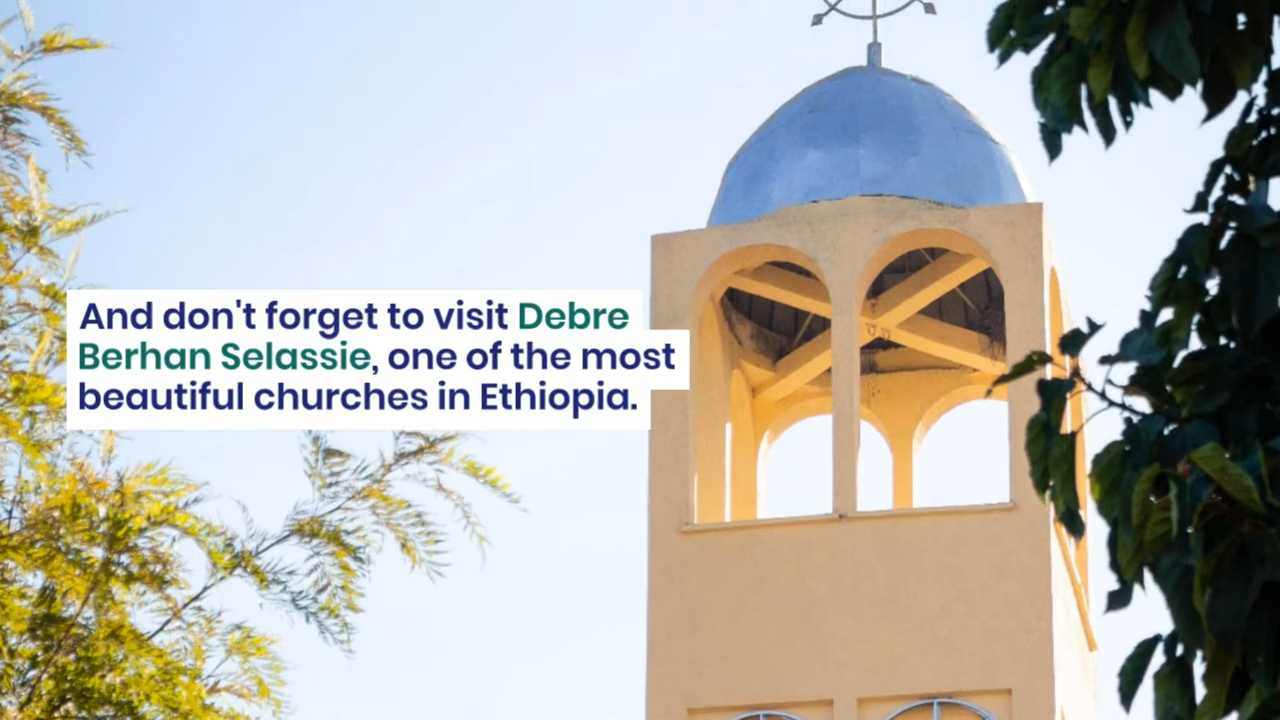 And don't forget to visit Debre
Berhan Selassie, one of the most
beautiful churches in Ethiopia.